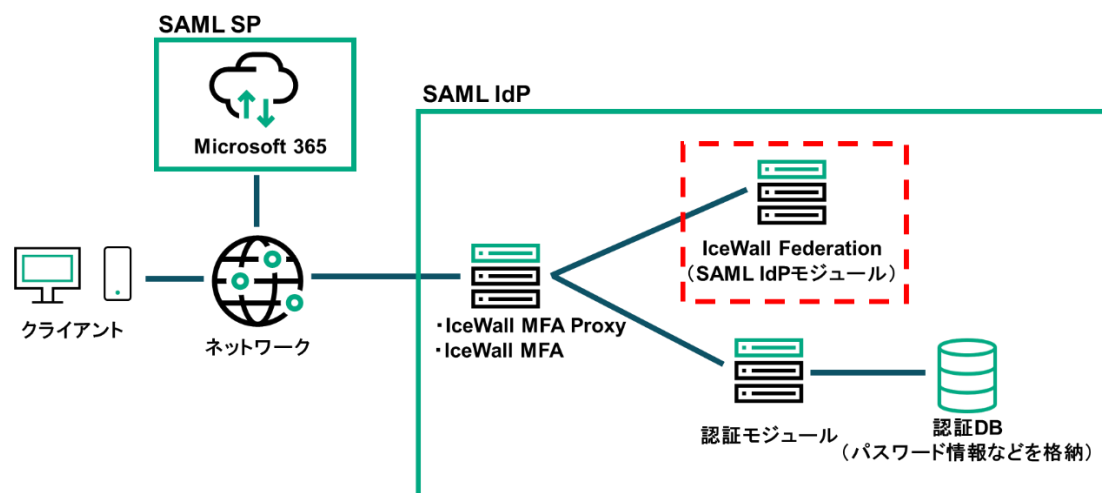 SAML SP
Microsoft 365
SAML IdP
IceWall Federation
（SAML IdPモジュール）
クライアント
ネットワーク
・IceWall MFA Proxy
・IceWall MFA
認証モジュール
認証DB
（パスワード情報などを格納）